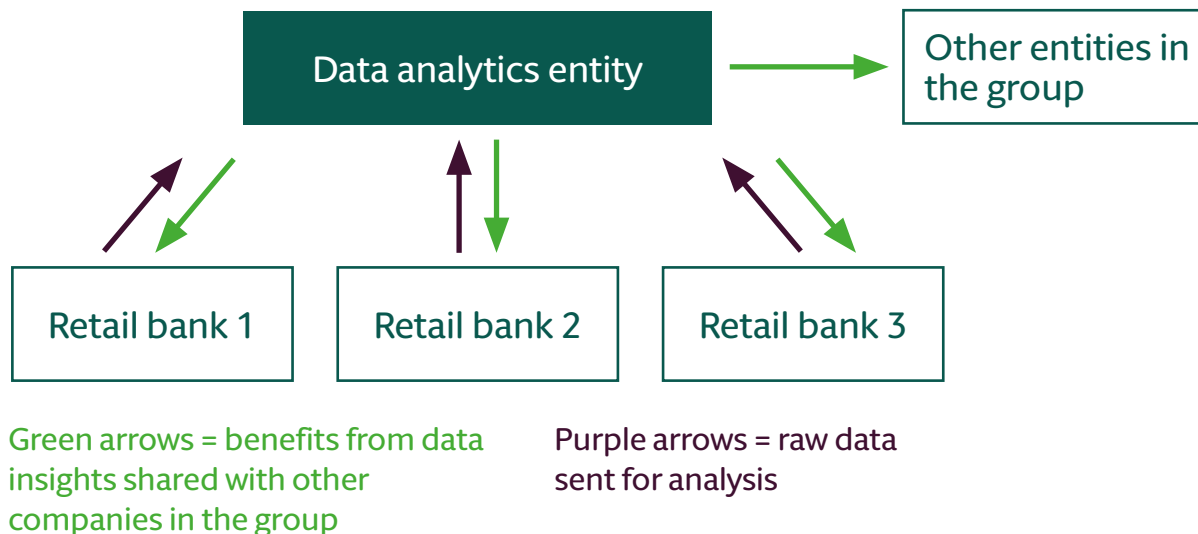 Data analytics entity
Other entities in
the group
Retail bank 1
Retail bank 2
Retail bank 3
Green arrows = benefits from data
insights shared with other
companies in the group
Purple arrows = raw data
sent for analysis